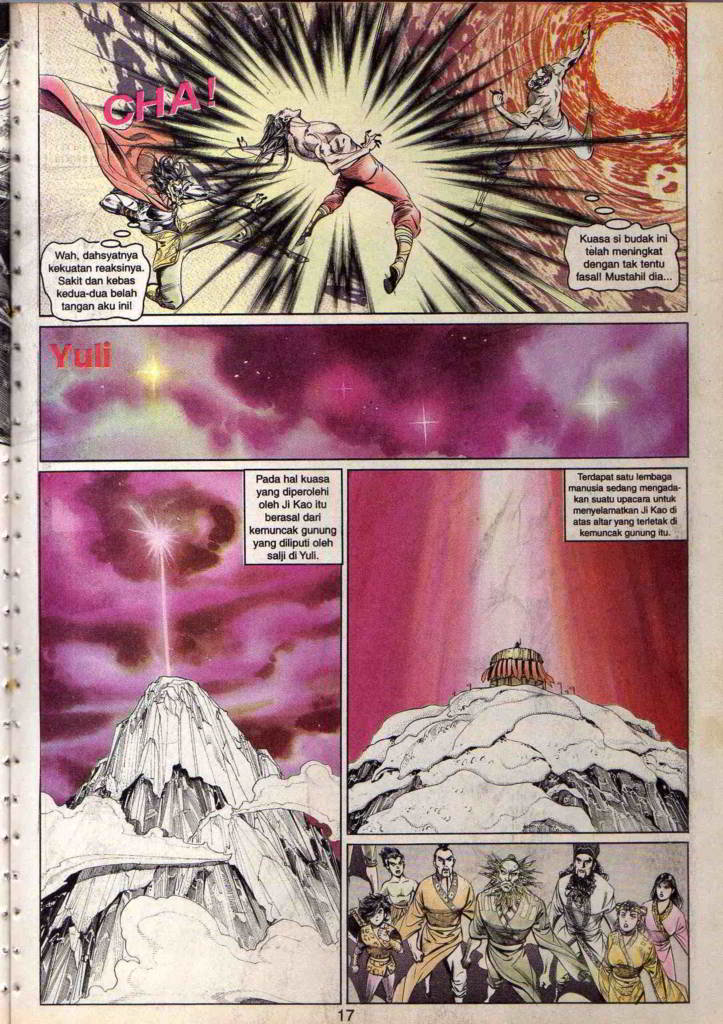 CHA!
Wah, dahsyatnya
kekuatan reaksinya.
Sakit dan kebas
kedua-dua belah
tangan aku ini!
Kuasa si budak ini
telah meningkat
dengan tak tentu
fasal! Mustahil dia...
Yuli
Pada hal kuasa
yang diperolehi
oleh Ji Kao itu
berasal dari
kemuncak gunung
yang diliputi oleh
salji di Yuli.
Terdapat satu lembaga
manusia sedang mengada-
kan suatu upacara untuk
menyelamatkan Ji Kao di
atas altar yang terletak di
kemuncak gunung itu.
17